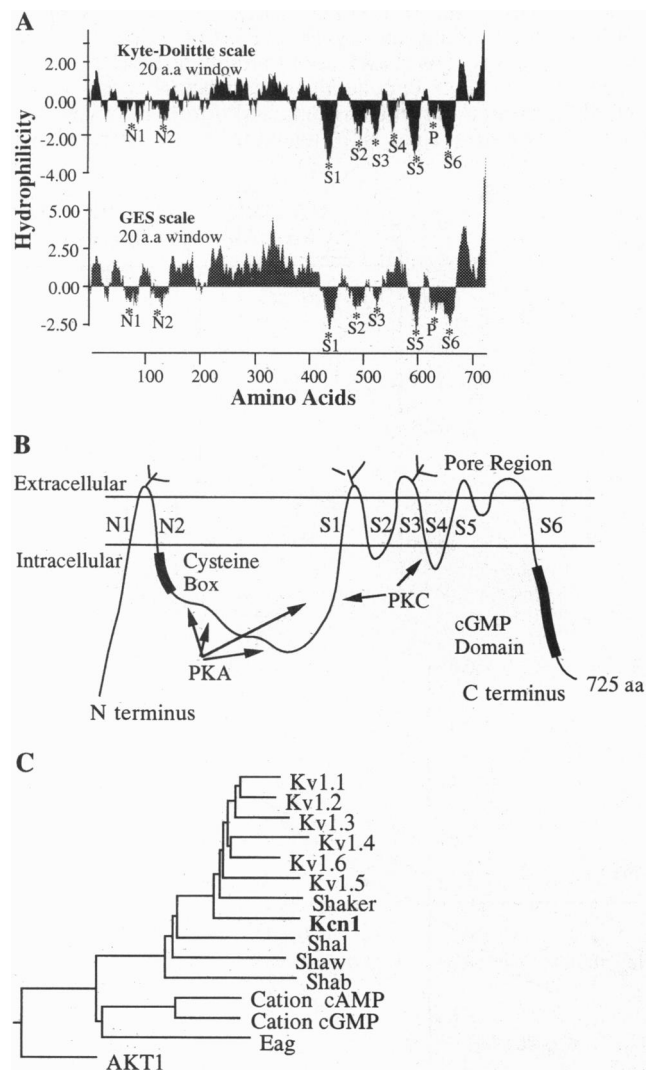 A
Kyte-Dolittle scale
20 a.a window
2.00
0.00
-2.00
-4.00
* N1
* N2
* S1
* S2
* S3
* S4
* S5
* P
* S6
Hydrophilicity
GES scale
20 a.a window
5.00
2.50
0.00
-2.50
* N1
* N2
* S1
* S2
* S3
* S5
* P
* S6
100 200 300 400 500 600 700
Amino Acids
B
Pore Region
Extracellular
N1 N2 S1 S2 S3 S4 S5 S6
Intracellular
Cysteine
Box
PKC
PKA
cGMP
Domain
N terminus
C terminus
725 aa
C
Kv1.1
Kv1.2
Kv1.3
Kv1.4
Kv1.6
Kv1.5
Shaker
Kcn1
Shal
Shaw
Shab
Cation cAMP
Cation cGMP
Eag
AKT1